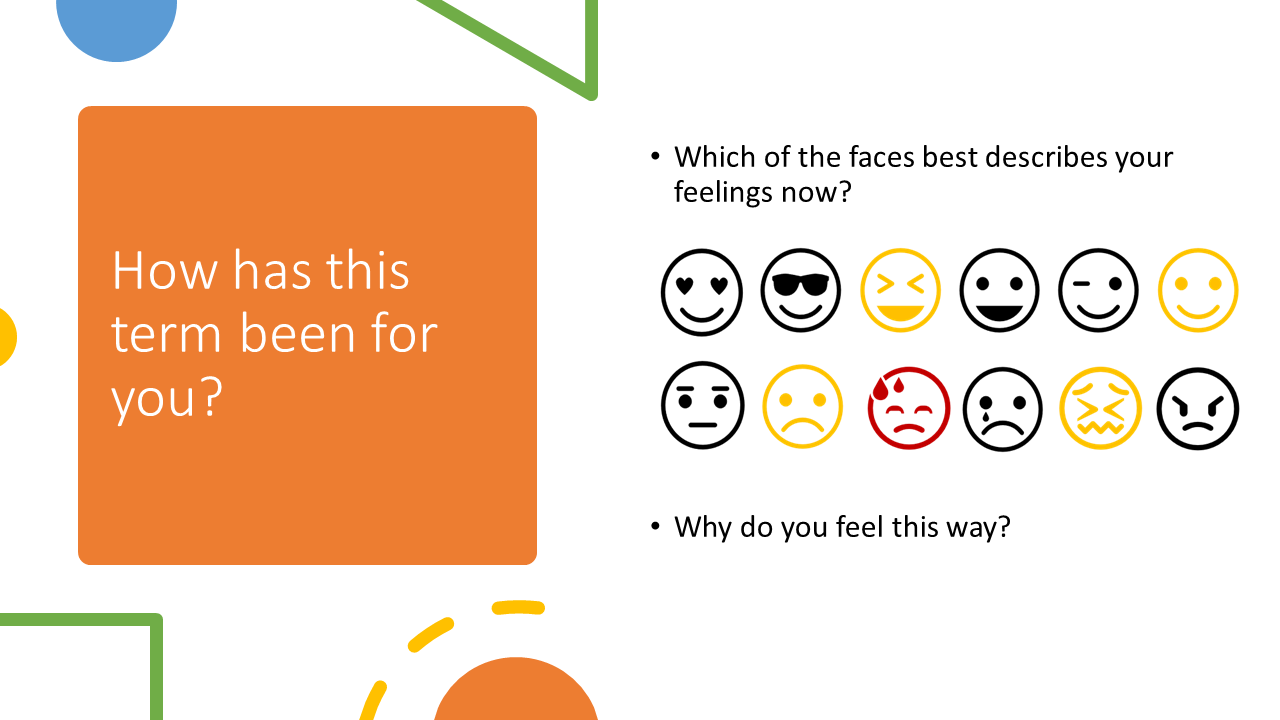 How has this
term been for
you?
• Which of the faces best describes your
feelings now?
• Why do you feel this way?